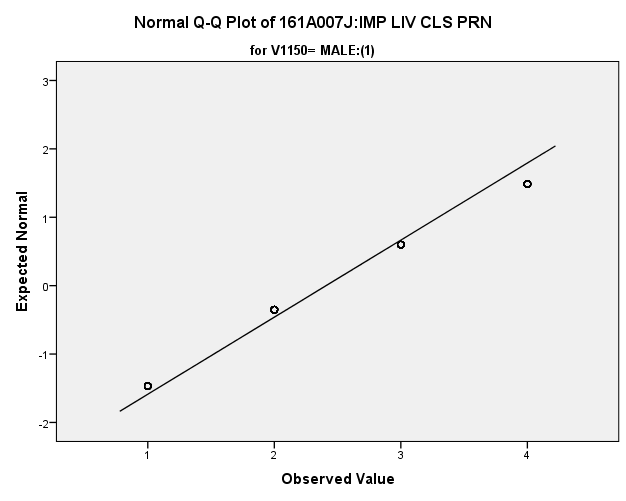 Normal Q-Q Plot of 161A007J:IMP LIV CLS PRN
for V1150= MALE:(1)
Expected Normal
3
2
1
0
-1
-2
1 2 3 4
Observed Value